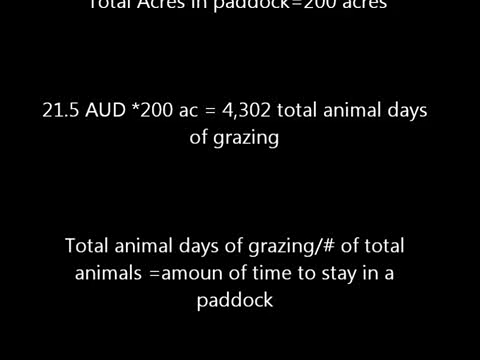 Total Acres in paddock=200 acres
21.5 AUD *200 ac = 4,302 total animal days
of grazing
Total animal days of grazing/# of total
animals =amoun of time to stay in a
paddock